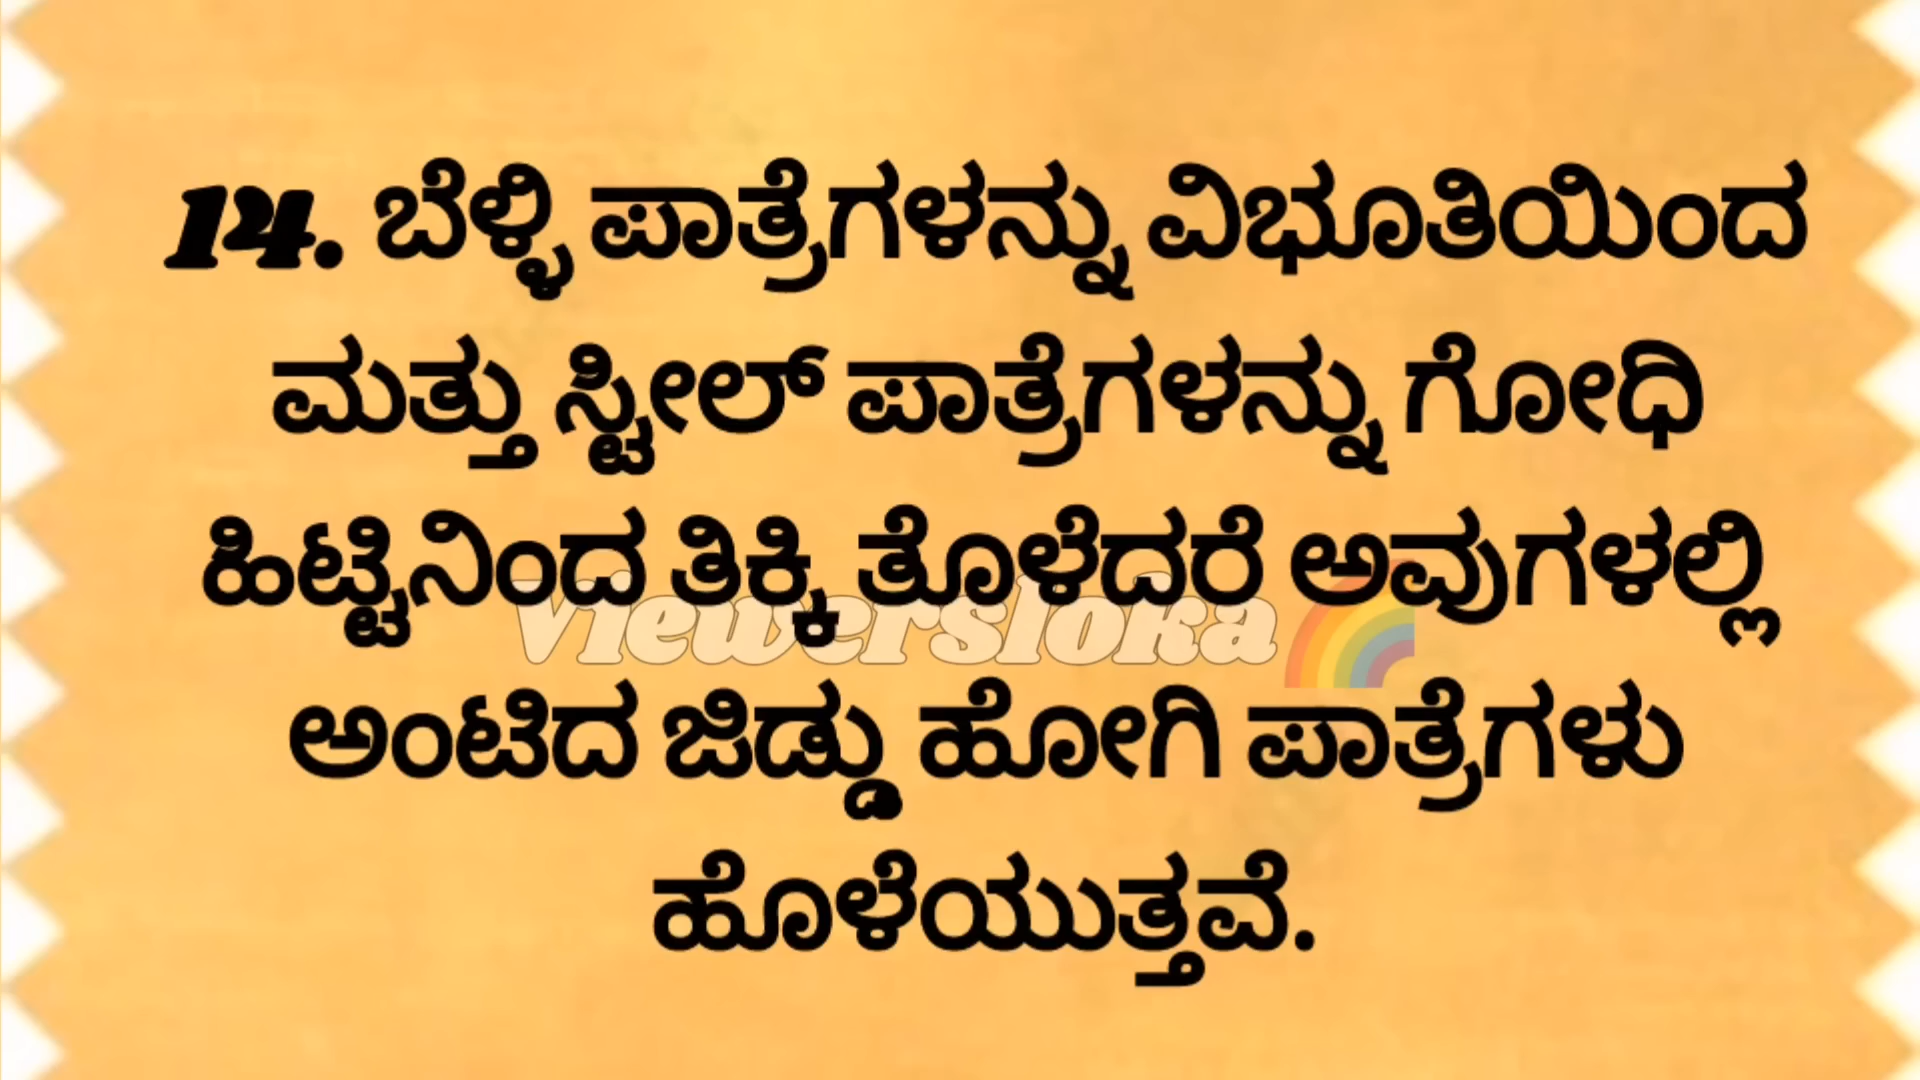 14. ಬೆಳ್ಳಿ ಪಾತ್ರೆಗಳನ್ನು ವಿಭೂತಿಯಿಂದ
ಮತ್ತು ಸ್ಟೀಲ್ ಪಾತ್ರೆಗಳನ್ನು ಗೋಧಿ
ಹಿಟ್ಟಿನಿಂದ ತಿಕ್ಕಿ ತೊಳೆದರೆ ಅವುಗಳಲ್ಲಿ
viewersloka
ಅಂಟಿದ ಜಿಡ್ಡು ಹೋಗಿ ಪಾತ್ರೆಗಳು
ಹೊಳೆಯುತ್ತವೆ.